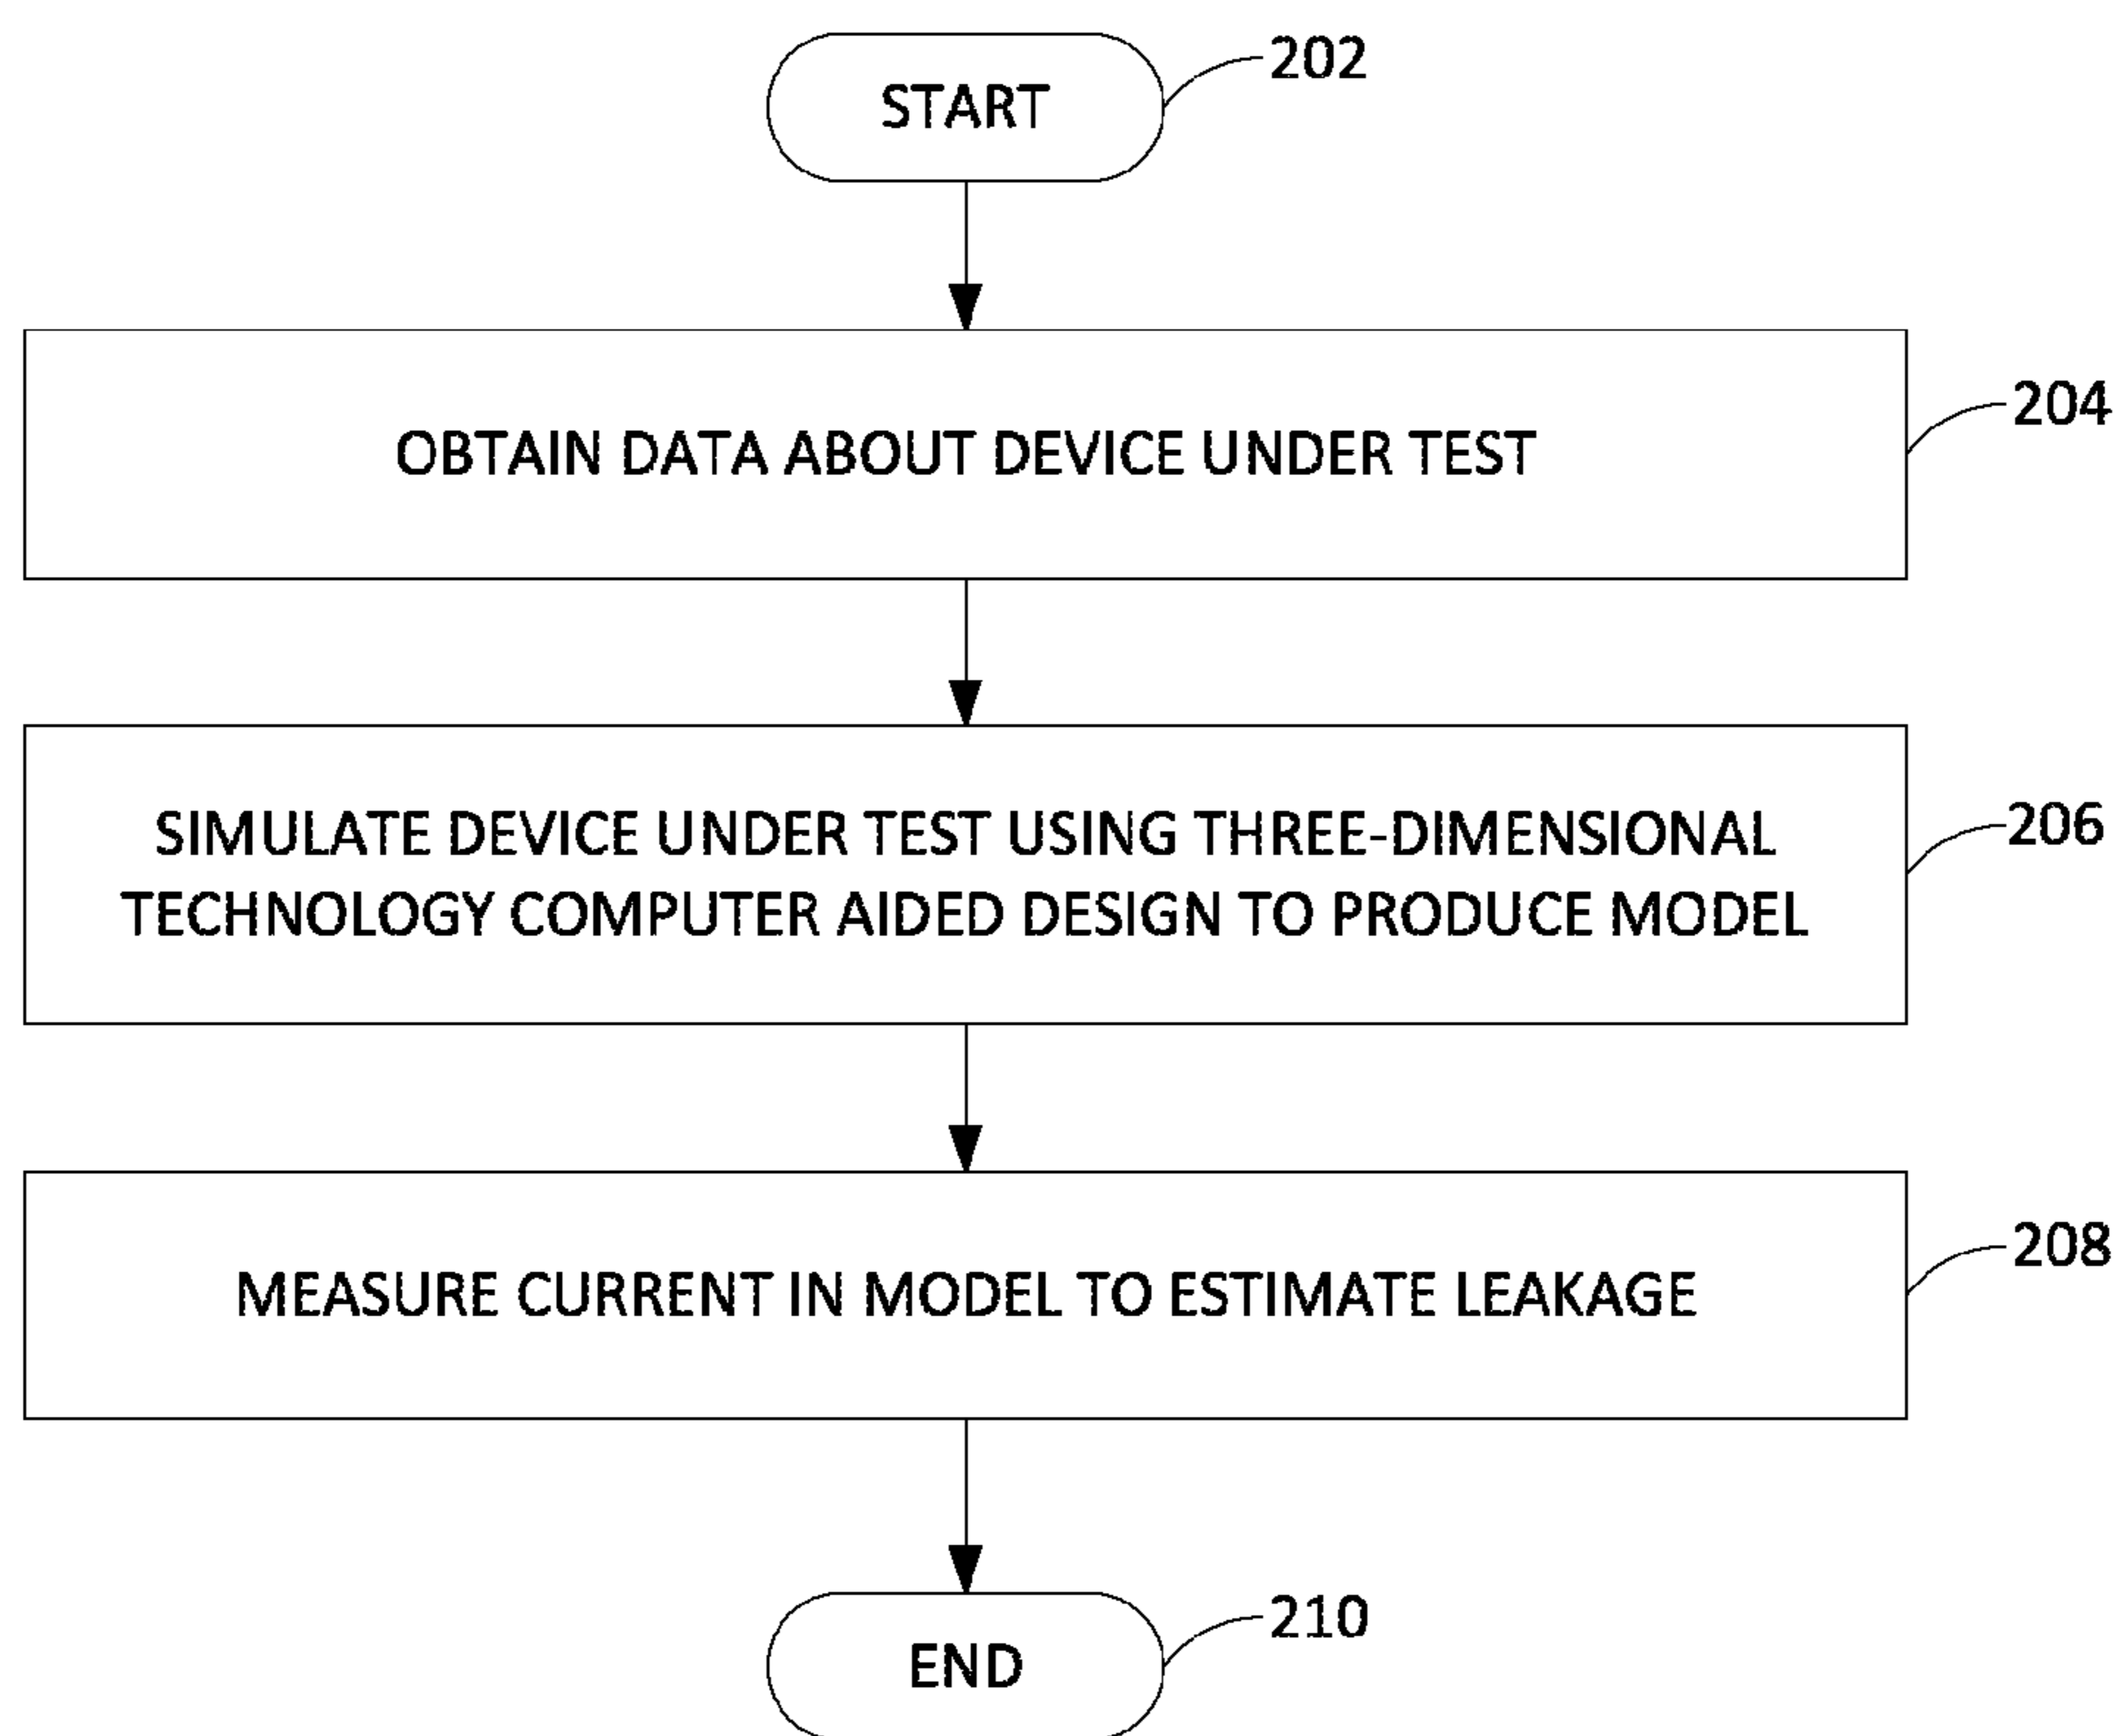 START
202
OBTAIN DATA ABOUT DEVICE UNDER TEST
204
SIMULATE DEVICE UNDER TEST USING THREE-DIMENSIONAL
TECHNOLOGY COMPUTER AIDED DESIGN TO PRODUCE MODEL
206
MEASURE CURRENT IN MODEL TO ESTIMATE LEAKAGE
208
END
210